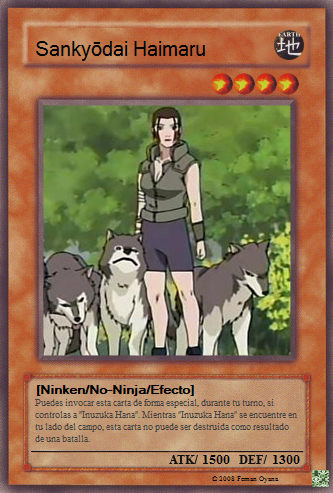 Sankyōdai Haimaru
EARTH
地
[Ninken/No-Ninja/Efecto]
Puedes invocar esta carta de forma especial, durante tu turno, si
controlas a "Inuzuka Hana". Mientras "Inuzuka Hana" se encuentre en
tu lado del campo, esta carta no puede ser destruida como resultado
de una batalla.
ATK/ 1500 DEF/ 1300
©2008 Fernan Oyama